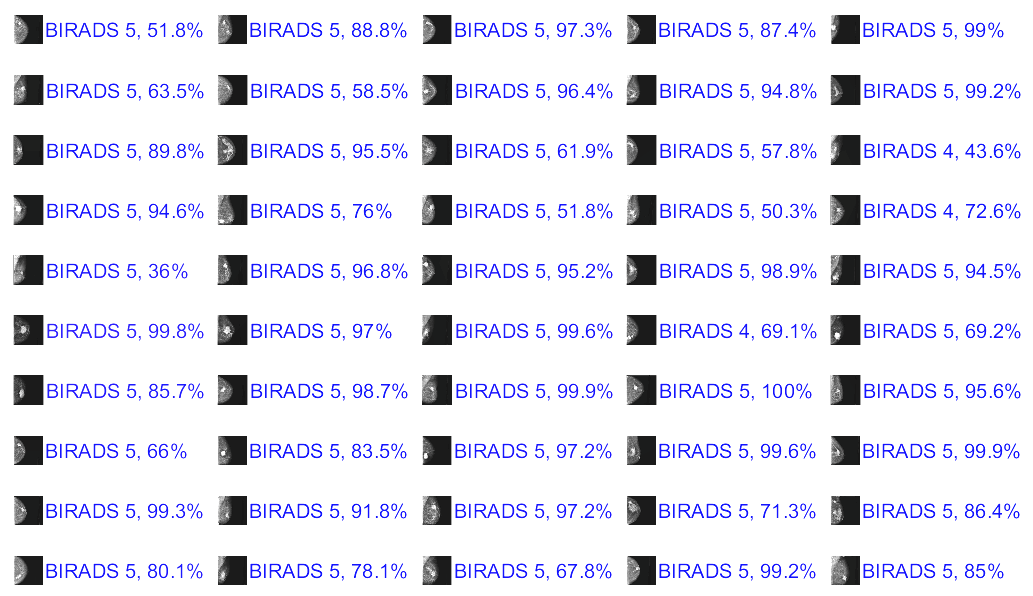 BIRADS 5, 51.8% BIRADS 5, 88.8% BIRADS 5, 97.3% BIRADS 5, 87.4% BIRADS 5, 99%
BIRADS 5, 63.5% BIRADS 5, 58.5% BIRADS 5, 96.4% BIRADS 5, 94.8% BIRADS 5, 99.2%
BIRADS 5, 89.8% BIRADS 5, 95.5% BIRADS 5, 61.9% BIRADS 5, 57.8% BIRADS 4, 43.6%
BIRADS 5, 94.6% BIRADS 5, 76% BIRADS 5, 51.8% BIRADS 5, 50.3% BIRADS 4, 72.6%
BIRADS 5, 36% BIRADS 5, 96.8% BIRADS 5, 95.2% BIRADS 5, 98.9% BIRADS 5, 94.5%
BIRADS 5, 99.8% BIRADS 5, 97% BIRADS 5, 99.6% BIRADS 4, 69.1% BIRADS 5, 69.2%
BIRADS 5, 85.7% BIRADS 5, 98.7% BIRADS 5, 99.9% BIRADS 5, 100% BIRADS 5, 95.6%
BIRADS 5, 66% BIRADS 5, 83.5% BIRADS 5, 97.2% BIRADS 5, 99.6% BIRADS 5, 99.9%
BIRADS 5, 99.3% BIRADS 5, 91.8% BIRADS 5, 97.2% BIRADS 5, 71.3% BIRADS 5, 86.4%
BIRADS 5, 80.1% BIRADS 5, 78.1% BIRADS 5, 67.8% BIRADS 5, 99.2% BIRADS 5, 85%